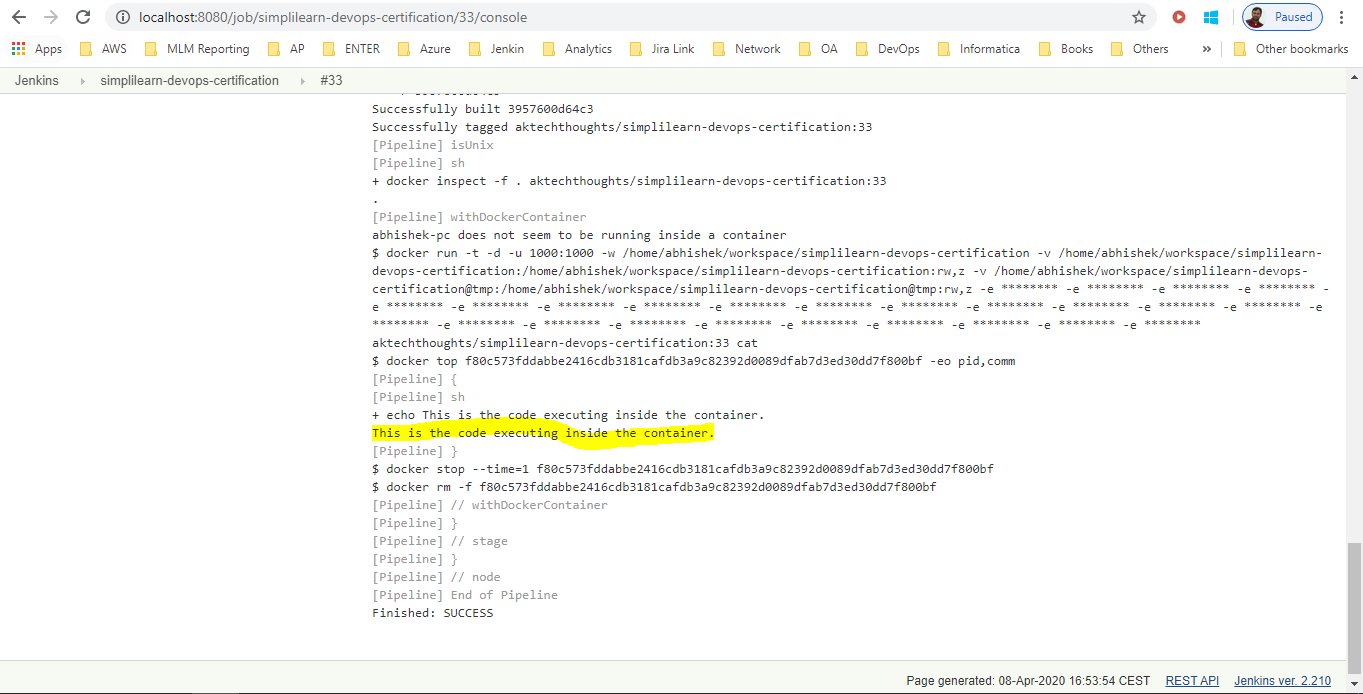 localhost:8080/job/simplilearn-devops-certification/33/console
Paused
Apps AWS MLM Reporting AP ENTER Azure Jenkin Analytics Jira Link Network OA DevOps Informatica Books Others » Other bookmarks
Jenkins simplilearn-devops-certification #33
Successfully built 3957600d64c3
Successfully tagged aktechthoughts/simplilearn-devops-certification:33
[Pipeline] isUnix
[Pipeline] sh
+ docker inspect -f . aktechthoughts/simplilearn-devops-certification:33
.
[Pipeline] withDockerContainer
abhishek-pc does not seem to be running inside a container
$ docker run -t -d -u 1000:1000 -w /home/abhishek/workspace/simplilearn-devops-certification -v /home/abhishek/workspace/simplilearn-
devops-certification:/home/abhishek/workspace/simplilearn-devops-certification:rw,z -v /home/abhishek/workspace/simplilearn-devops-
certification@tmp:/home/abhishek/workspace/simplilearn-devops-certification@tmp:rw,z -e ******** -e ******** -e ******** -e ******** -
e ******** -e ******** -e ******** -e ******** -e ******** -e ******** -e ******** -e ******** -e ******** -e ******** -e ******** -e
******** -e ******** -e ******** -e ******** -e ******** -e ******** -e ******** -e ******** -e ******** -e ********
aktechthoughts/simplilearn-devops-certification:33 cat
$ docker top f80c573fddabbe2416cdb3181cafdb3a9c82392d0089dfab7d3ed30dd7f800bf -eo pid,comm
[Pipeline] {
[Pipeline] sh
+ echo This is the code executing inside the container.
This is the code executing inside the container.
[Pipeline] }
$ docker stop --time=1 f80c573fddabbe2416cdb3181cafdb3a9c82392d0089dfab7d3ed30dd7f800bf
$ docker rm -f f80c573fddabbe2416cdb3181cafdb3a9c82392d0089dfab7d3ed30dd7f800bf
[Pipeline] // withDockerContainer
[Pipeline] }
[Pipeline] // stage
[Pipeline] }
[Pipeline] // node
[Pipeline] End of Pipeline
Finished: SUCCESS
Page generated: 08-Apr-2020 16:53:54 CEST REST API Jenkins ver. 2.210